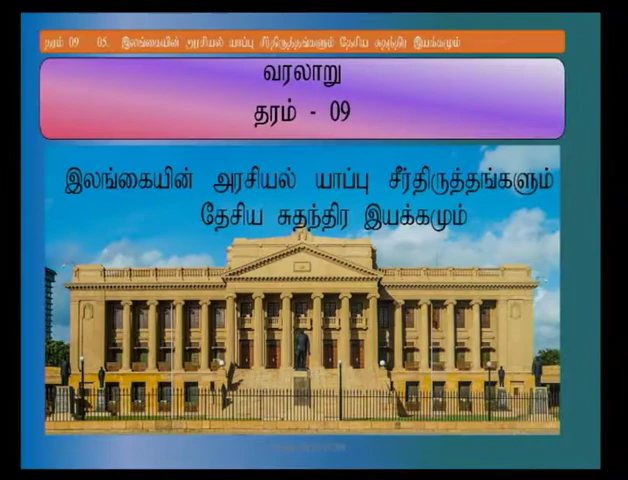 தரம் 09 05. இலங்கையின் அரசியல் யாப்பு சீர்திருத்தங்களும் தேசிய சுதந்திர இயக்கமும்
வரலாறு
தரம் - 09
இலங்கையின் அரசியல் யாப்பு சீர்திருத்தங்களும்
தேசிய சுதந்திர இயக்கமும்